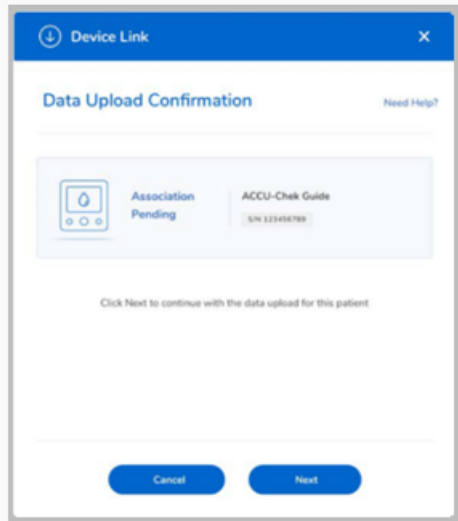 Device Link
Data Upload Confirmation
Need Help?
Association
Pending
ACCU-Chek Guide
S/N 123456789
Click Next to continue with the data upload for this patient
Cancel
Next